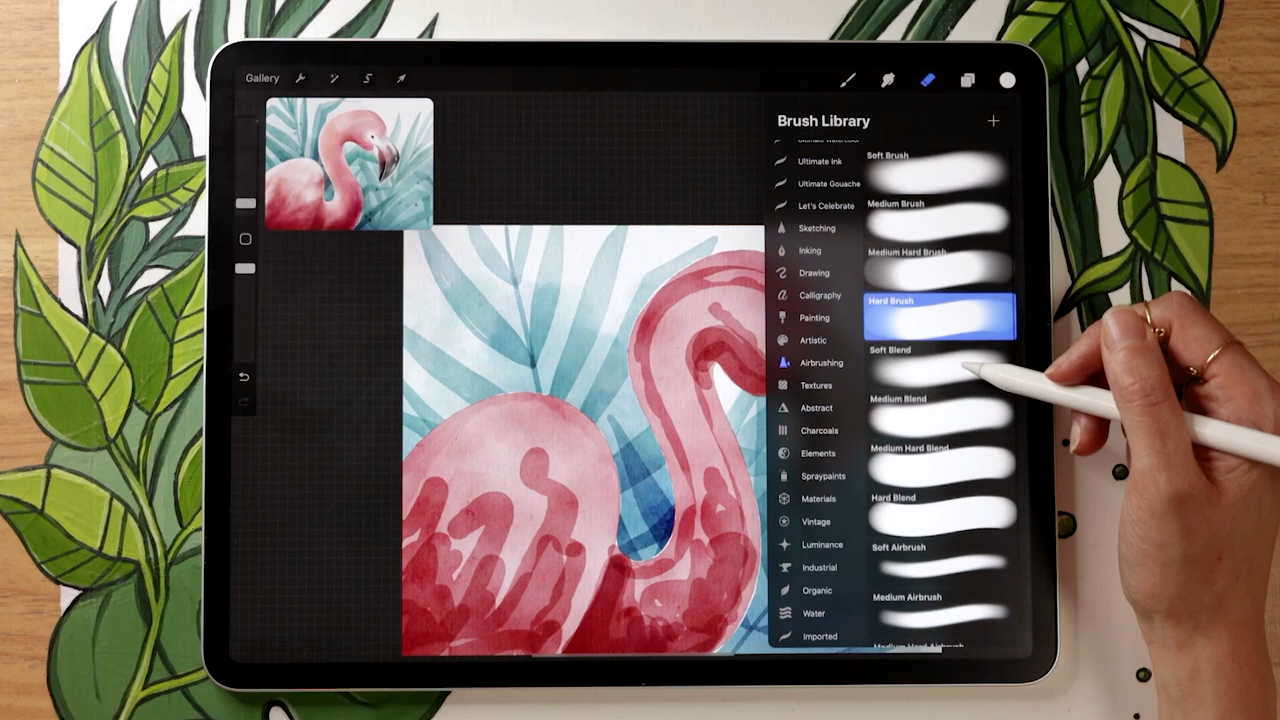 Gallery
Brush Library
Ultimate Ink
Ultimate Gouache
Let's Celebrate
Sketching
Inking
Drawing
Calligraphy
Painting
Artistic
Airbrushing
Textures
Abstract
Charcoals
Elements
Spraypaints
Materials
Vintage
Luminance
Industrial
Organic
Water
Imported
Soft Brush
Medium Brush
Medium Hard Brush
Hard Brush
Soft Blend
Medium Blend
Medium Hard Blend
Hard Blend
Soft Airbrush
Medium Airbrush